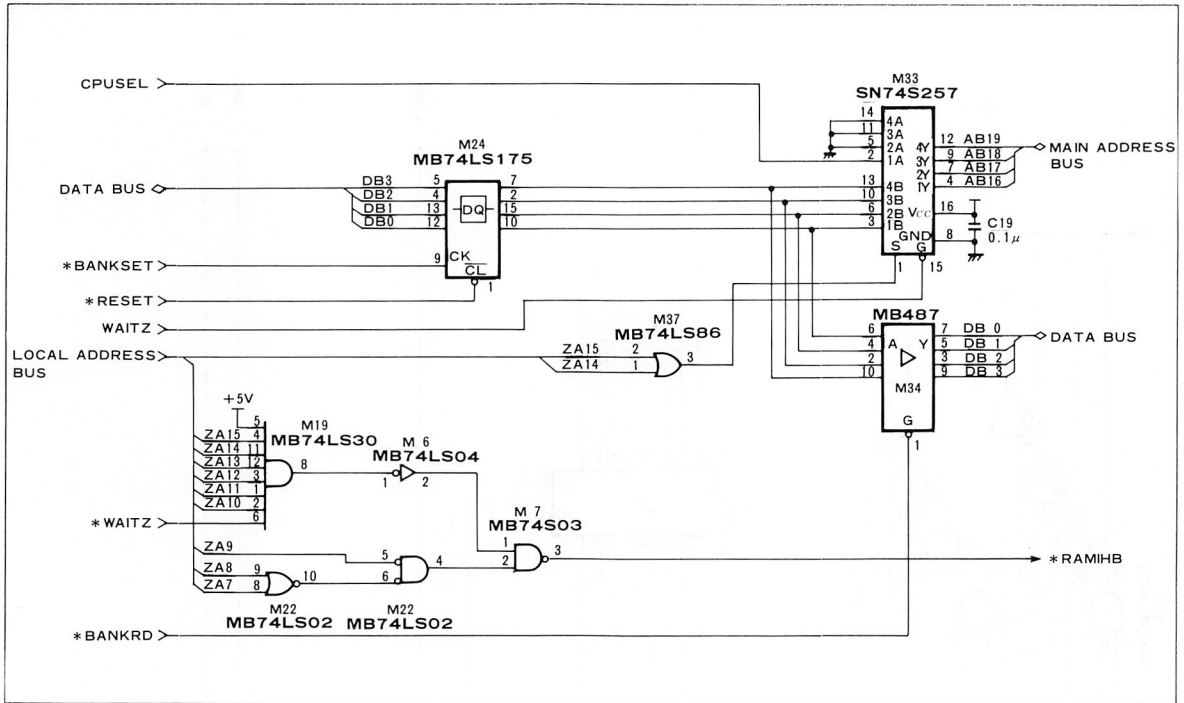 CPUSEL
M33
SN74S257
14
11
5
2
4A
3A
2A
1A
4Y
3Y
2Y
1Y
12 AB19
9 AB18
7 AB17
4 AB16
MAIN ADDRESS
BUS
M24
MB74LS175
DATA BUS
DB3 5
DB2 4
DB1 13
DB0 12
DQ
7
2
15
10
13
10
6
3
4B
3B
2B
1B
VCC
16
C19
0.1μ
GND
8
S
G
1
15
*BANKSET
9
CK
CL
1
*RESET
WAITZ
M37
MB74LS86
LOCAL ADDRESS
BUS
ZA15 2
ZA14 1
3
MB487
6
4
2
10
A
Y
M34
G
1
7 DB 0
5 DB 1
3 DB 2
9 DB 3
DATA BUS
+5V
5
M19
MB74LS30
ZA15 4
ZA14 11
ZA13 12
ZA12 3
ZA11 1
ZA10 2
6
8
M 6
MB74LS04
1
2
*WAITZ
M 7
MB74S03
1
2
3
*RAMIHB
ZA9
5
6
4
ZA8 9
ZA7 8
10
M22
MB74LS02
M22
MB74LS02
*BANKRD